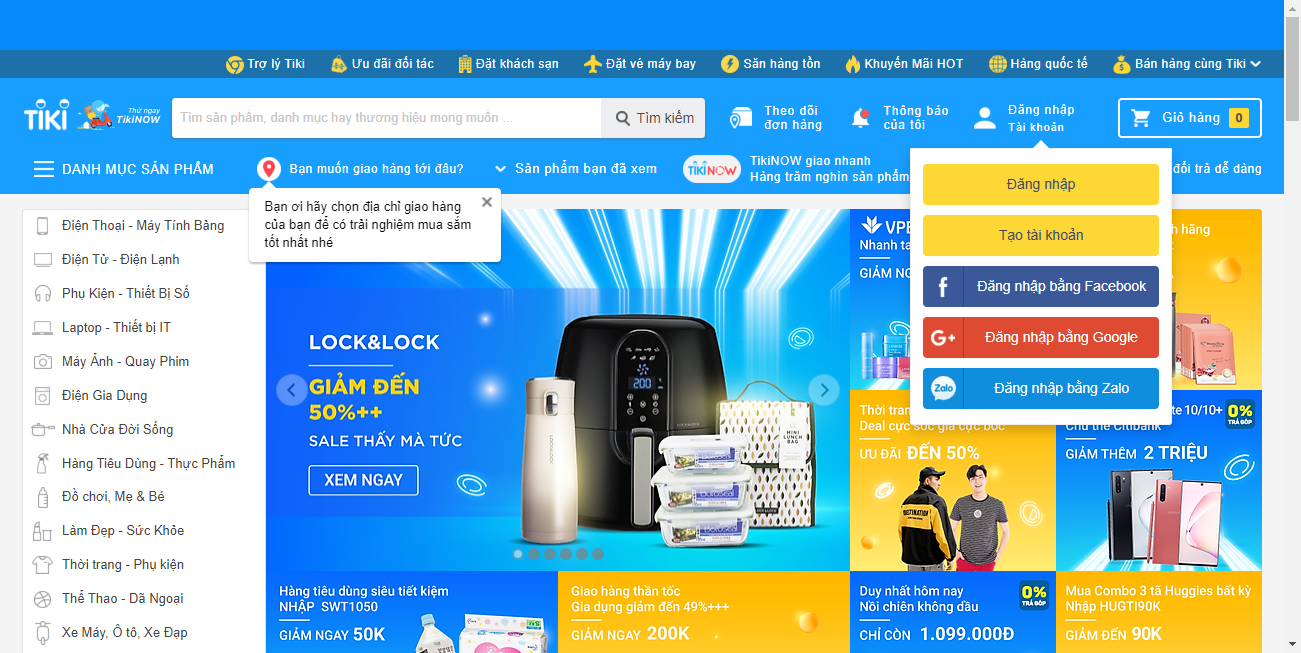 Trợ lý Tiki
Ưu đãi đối tác
Đặt khách sạn
Đặt vé máy bay
Săn hàng tồn
Khuyến Mãi HOT
Hàng quốc tế
Bán hàng cùng Tiki
TIKI
Thử ngay
TikiNOW
Tìm sản phẩm, danh mục hay thương hiệu mong muốn ...
Tìm kiếm
Theo dõi
đơn hàng
Thông báo
của tôi
Đăng nhập
Tài khoản
Giỏ hàng 0
DANH MỤC SẢN PHẨM
Bạn muốn giao hàng tới đâu?
Sản phẩm bạn đã xem
TIKINOW
TikiNOW giao nhanh
Hàng trăm nghìn sản phẩm
đổi trả dễ dàng
Bạn ơi hãy chọn địa chỉ giao hàng
của bạn để có trải nghiệm mua sắm
tốt nhất nhé
Đăng nhập
Tạo tài khoản
Đăng nhập bằng Facebook
G+ Đăng nhập bằng Google
Zalo Đăng nhập bằng Zalo
Điện Thoại - Máy Tính Bảng
Điện Tử - Điện Lạnh
Phụ Kiện - Thiết Bị Số
Laptop - Thiết bị IT
Máy Ảnh - Quay Phim
Điện Gia Dụng
Nhà Cửa Đời Sống
Hàng Tiêu Dùng - Thực Phẩm
Đồ chơi, Mẹ & Bé
Làm Đẹp - Sức Khỏe
Thời trang - Phụ kiện
Thể Thao - Dã Ngoại
Xe Máy, Ô tô, Xe Đạp
LOCK&LOCK
GIẢM ĐẾN
50%++
SALE THẤY MÀ TỨC
XEM NGAY
200
MINI
LUNCH
BAG
VPB
Nhanh ta
GIẢM NG
h hãng
Thời tran
Deal cực sốc giá cực bốc
ƯU ĐÃI ĐẾN 50%
te 10/10+
0%
TRẢ GÓP
Chủ thẻ Citibank
GIẢM THÊM 2 TRIỆU
Hàng tiêu dùng siêu tiết kiệm
NHẬP SWT1050
GIẢM NGAY 50K
Giao hàng thần tốc
Gia dụng giảm đến 49%+++
GIẢM NGAY 200K
Duy nhất hôm nay
Nồi chiên không dầu
CHỈ CÒN 1.099.000Đ
0%
TRẢ GÓP
Mua Combo 3 tã Huggies bất kỳ
Nhập HUGTI90K
GIẢM ĐẾN 90K